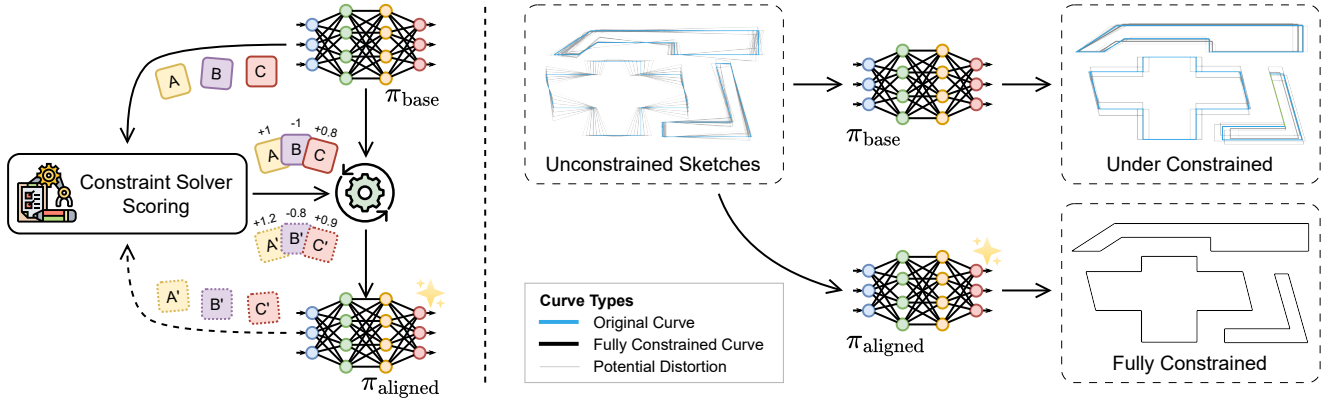 A
B
C
π_base
+1
-1
+0.8
A
B
C
Constraint Solver
Scoring
+1.2
-0.8
+0.9
A'
B'
C'
A'
B'
C'
π_aligned
Unconstrained Sketches
π_base
Under Constrained
Curve Types
Original Curve
Fully Constrained Curve
Potential Distortion
π_aligned
Fully Constrained